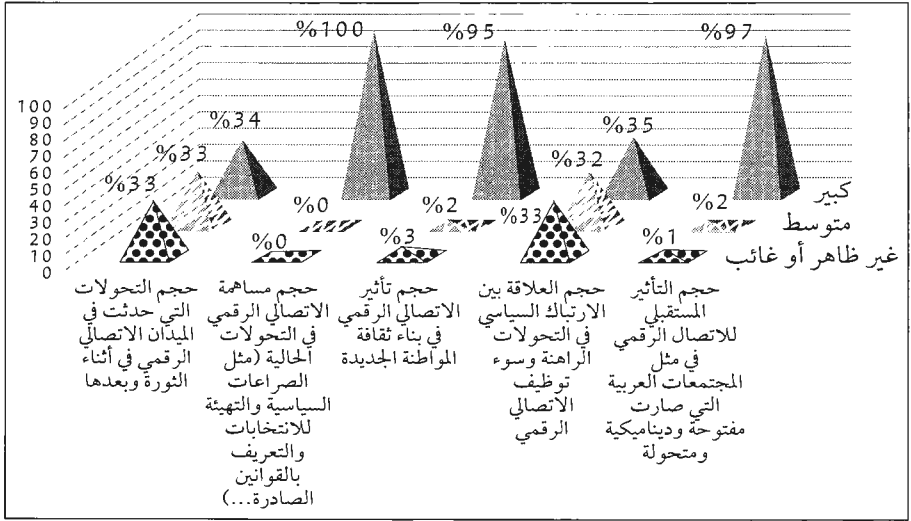 %100
%95
%97
%34
%35
%33
%32
%33
%0
%2
%33
%2
%0
%3
%1
100
90
80
70
60
50
40
30
20
10
0
كبير
متوسط
غير ظاهر أو غائب
حجم التحولات
التي حدثت في
الميدان الاتصالي
الرقمي في أثناء
الثورة وبعدها
حجم مساهمة
الاتصالي الرقمي
في التحولات
الحالية (مثل
الصراعات
السياسية والتهيئة
للانتخابات
والتعريف
بالقوانين
الصادرة...)
حجم تأثير
الاتصالي الرقمي
في بناء ثقافة
المواطنة الجديدة
حجم العلاقة بين
الارتباك السياسي
في التحولات
الراهنة وسوء
توظيف
الاتصالي
الرقمي
حجم التأثير
المستقبلي
للاتصال الرقمي
في مثل
المجتمعات العربية
التي صارت
مفتوحة وديناميكية
ومتحولة